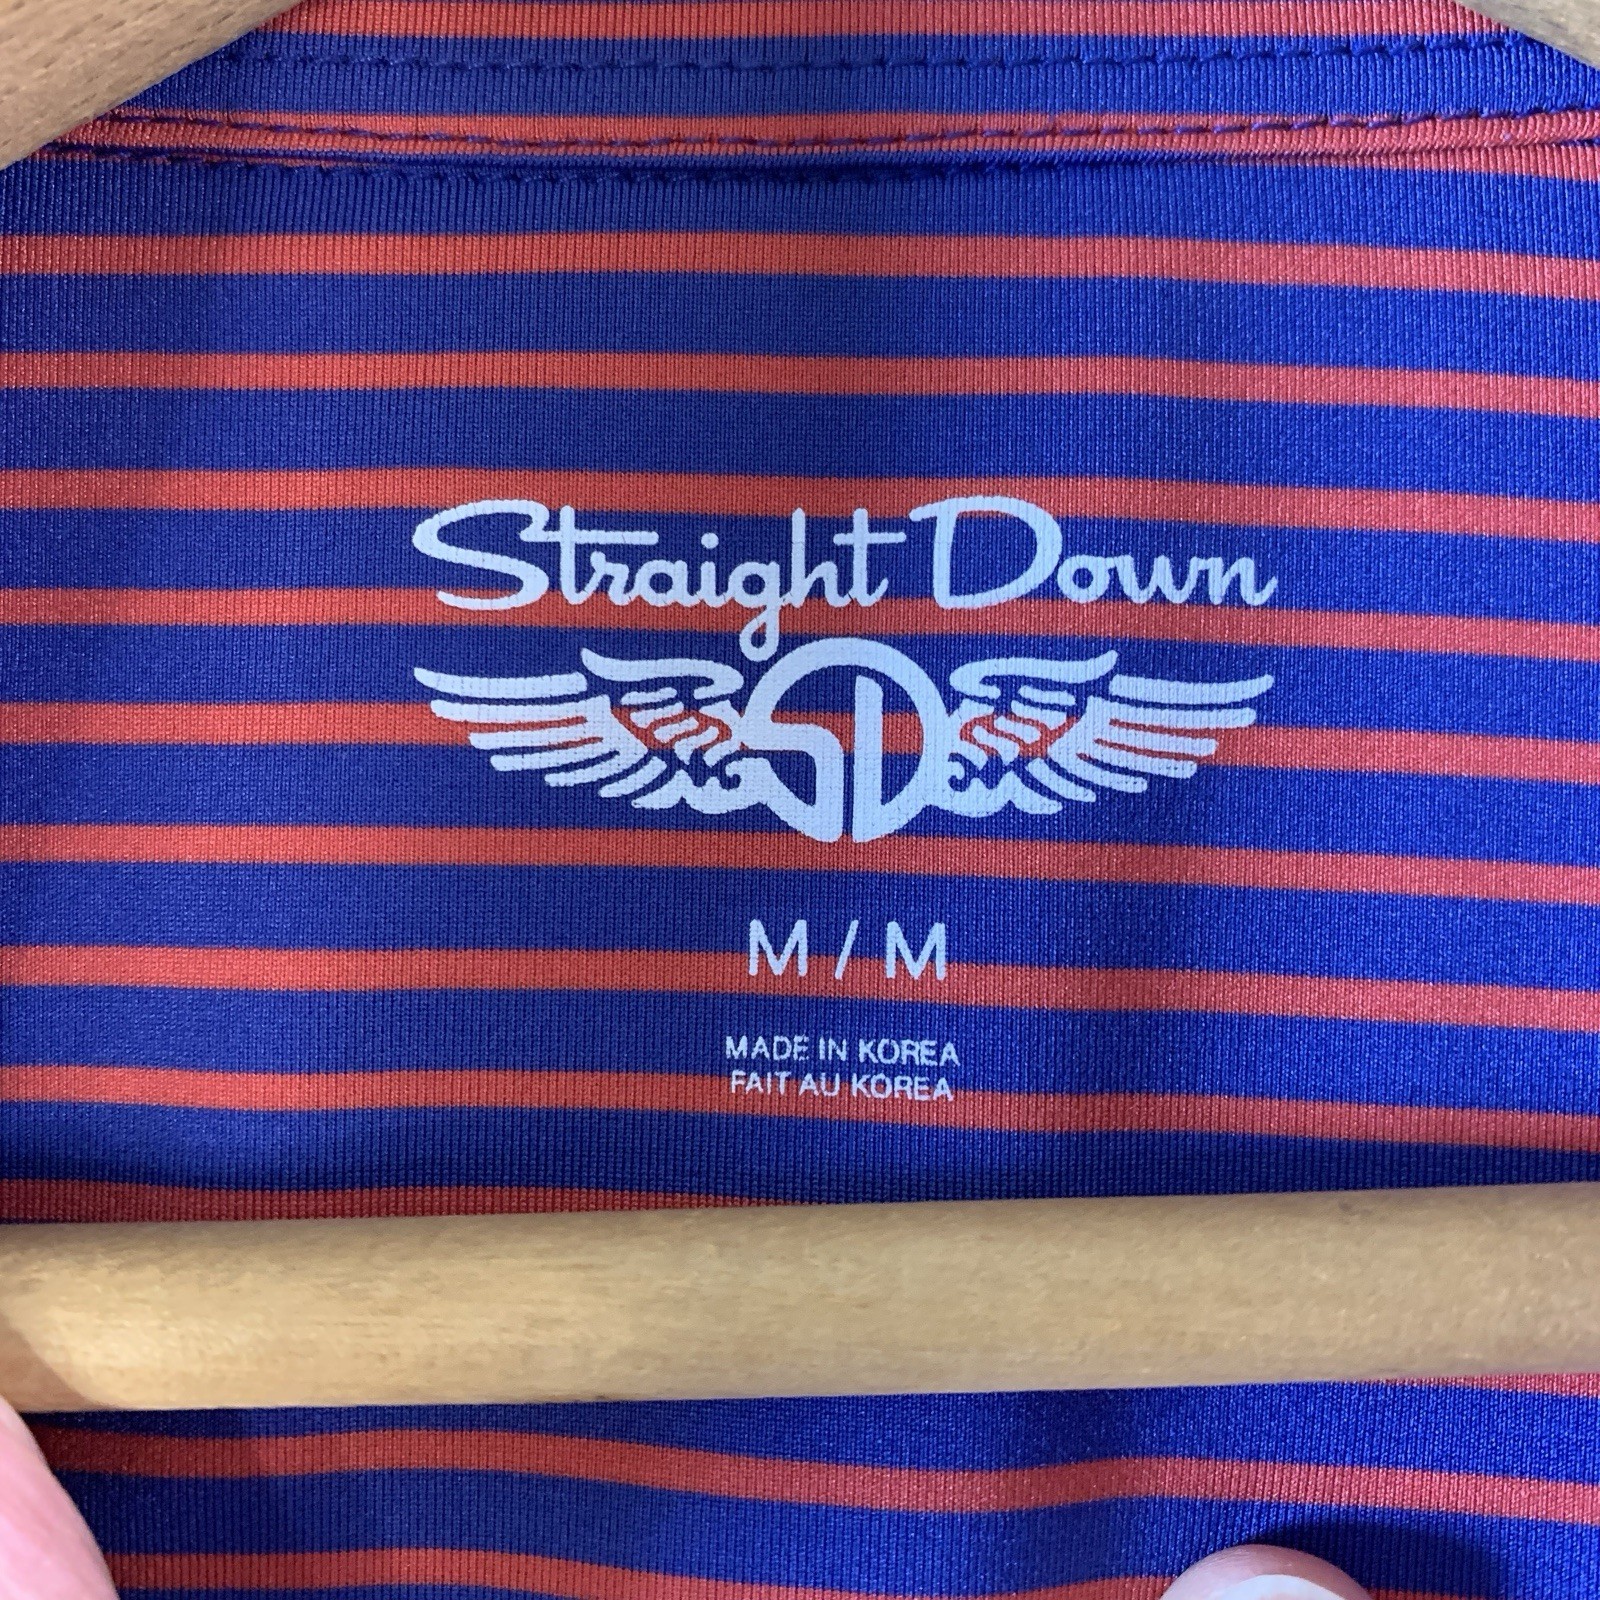 Straight Down
SD
M / M
MADE IN KOREA
FAIT AU KOREA